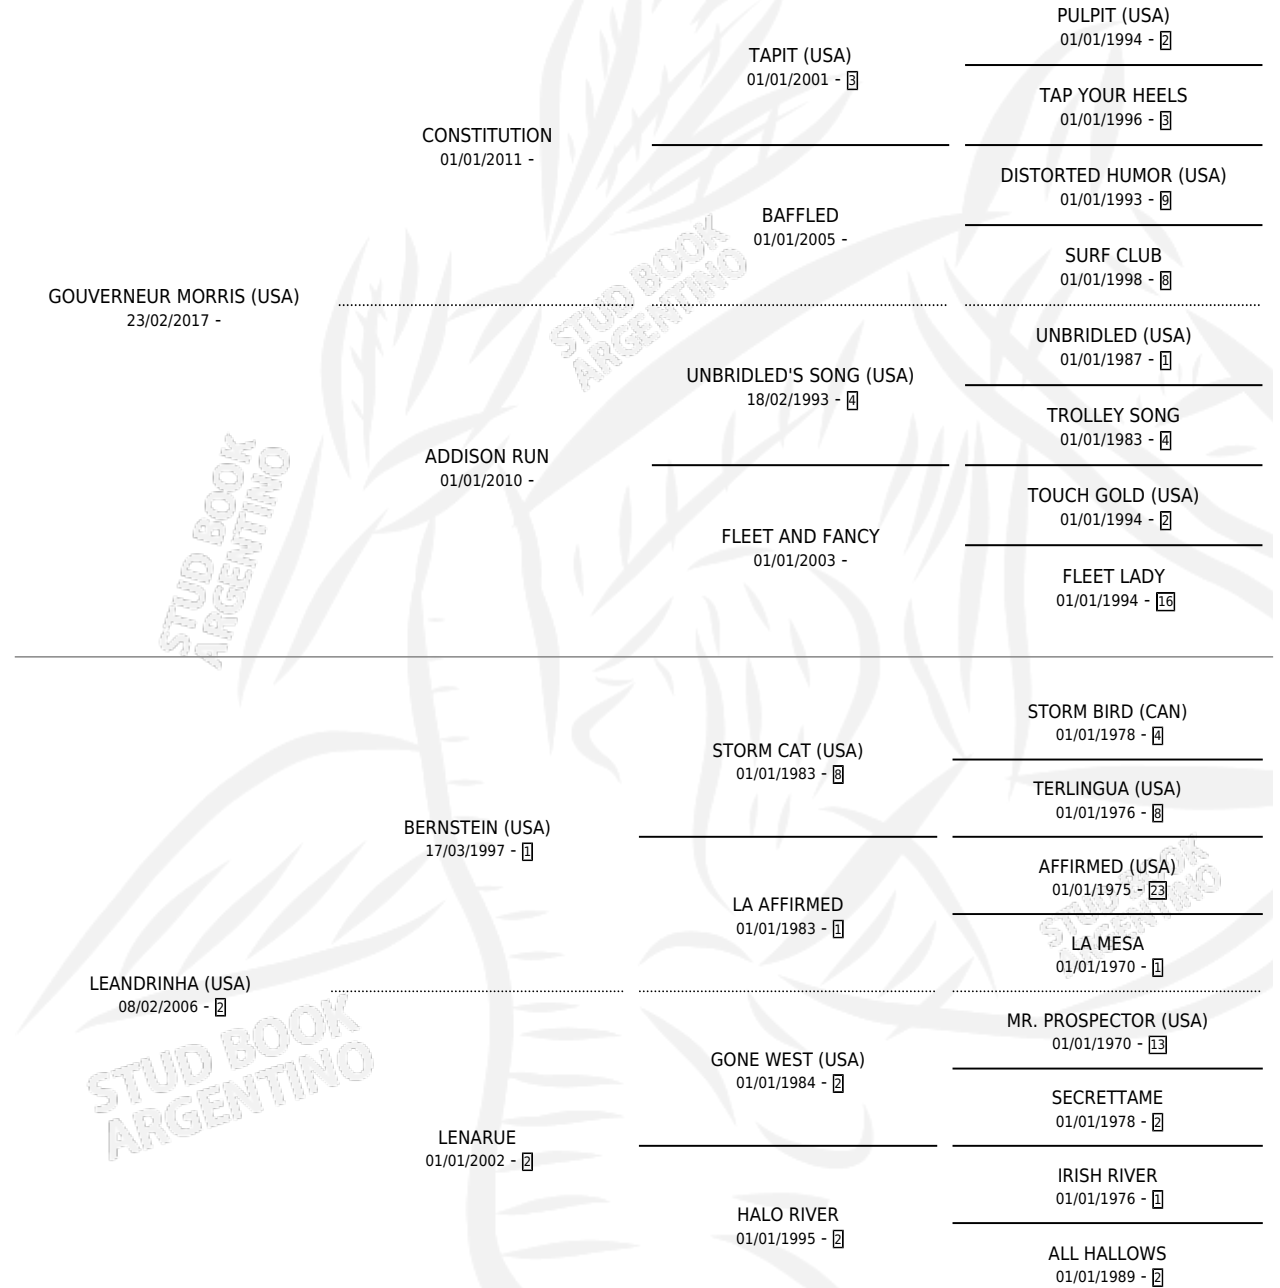 PULPIT (USA)
01/01/1994 - 2
TAPIT (USA)
01/01/2001 - 3
TAP YOUR HEELS
01/01/1996 - 3
CONSTITUTION
01/01/2011 -
DISTORTED HUMOR (USA)
01/01/1993 - 9
BAFFLED
01/01/2005 -
SURF CLUB
01/01/1998 - 8
GOUVERNEUR MORRIS (USA)
23/02/2017 -
STUD BOOK
ARGENTINO
UNBRIDLED (USA)
01/01/1987 - 1
UNBRIDLED'S SONG (USA)
18/02/1993 - 4
TROLLEY SONG
01/01/1983 - 4
ADDISON RUN
01/01/2010 -
TOUCH GOLD (USA)
01/01/1994 - 2
FLEET AND FANCY
01/01/2003 -
FLEET LADY
01/01/1994 - 16
STUD BOOK
ARGENTINO
STORM BIRD (CAN)
01/01/1978 - 4
STORM CAT (USA)
01/01/1983 - 8
TERLINGUA (USA)
01/01/1976 - 8
BERNSTEIN (USA)
17/03/1997 - 1
AFFIRMED (USA)
01/01/1975 - 23
LA AFFIRMED
01/01/1983 - 1
LA MESA
01/01/1970 - 1
STUD BOOK
ARGENTINO
LEANDRINHA (USA)
08/02/2006 - 2
STUD BOOK
ARGENTINO
MR. PROSPECTOR (USA)
01/01/1970 - 13
GONE WEST (USA)
01/01/1984 - 2
SECRETTAME
01/01/1978 - 2
LENARUE
01/01/2002 - 2
IRISH RIVER
01/01/1976 - 1
HALO RIVER
01/01/1995 - 2
ALL HALLOWS
01/01/1989 - 2